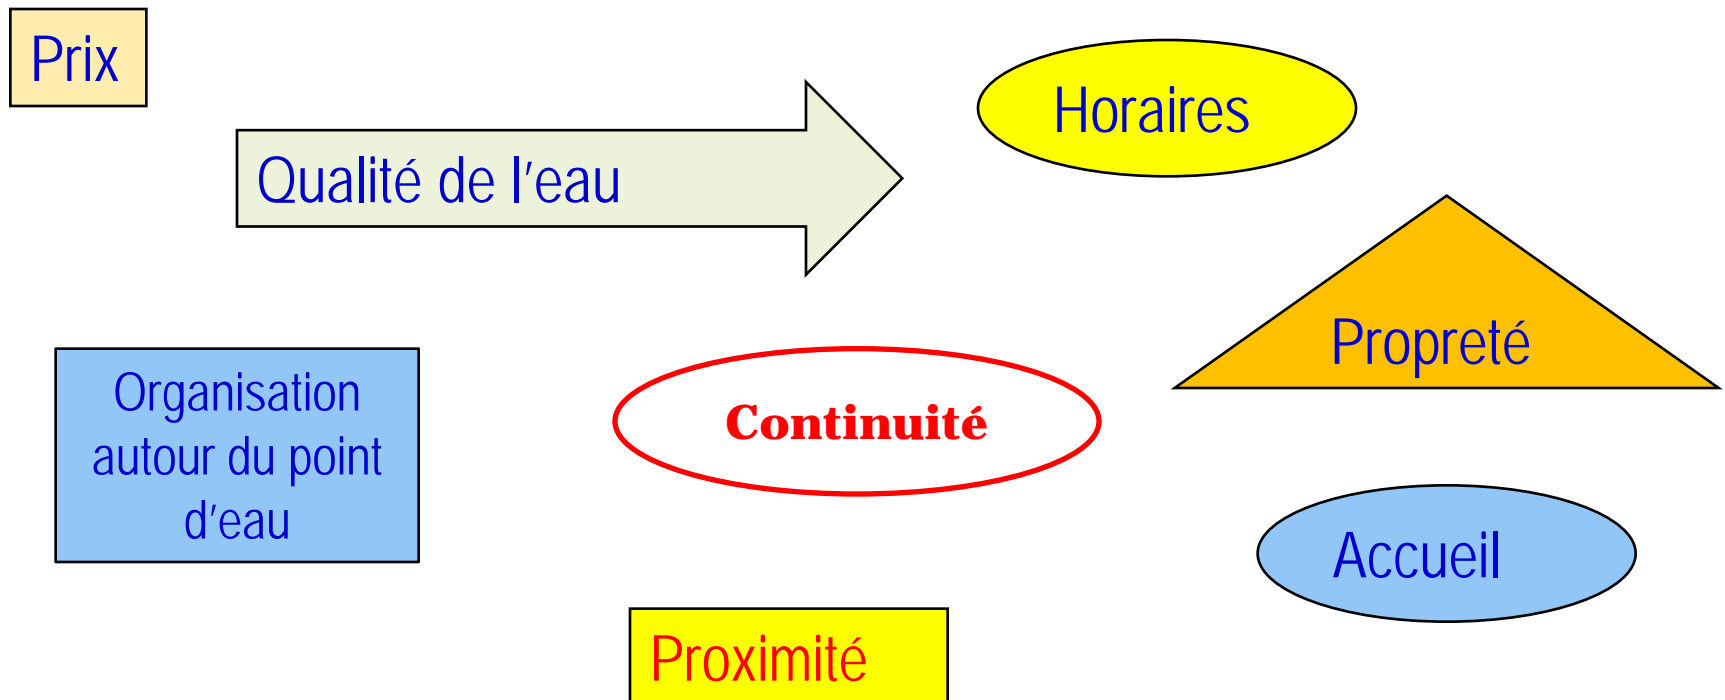 Prix
Horaires
Qualité de l'eau
Propreté
Organisation
autour du point
d'eau
Continuité
Accueil
Proximité